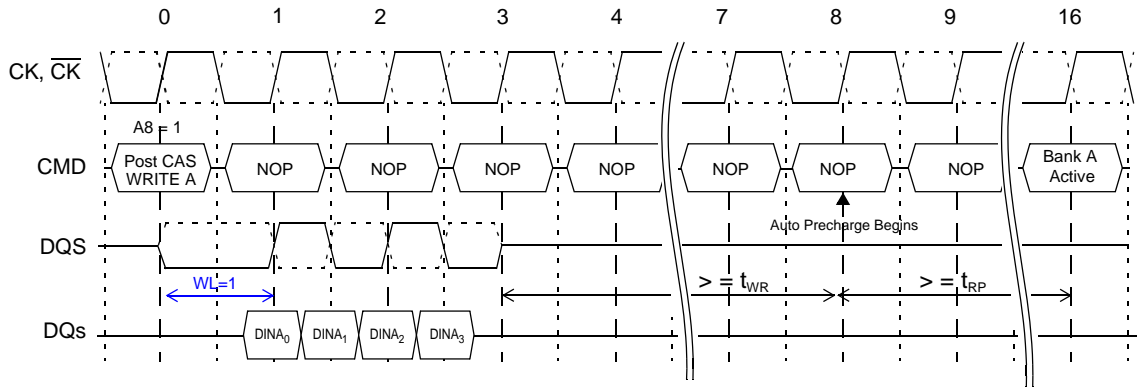 0 1 2 3 4 7 8 9 16
CK, C̅K̅
A8 = 1
CMD
Post CAS
WRITE A
NOP
NOP
NOP
NOP
NOP
NOP
NOP
Bank A
Active
Auto Precharge Begins
DQS
WL=1
> = tWR
> = tRP
DQs
DINA0
DINA1
DINA2
DINA3